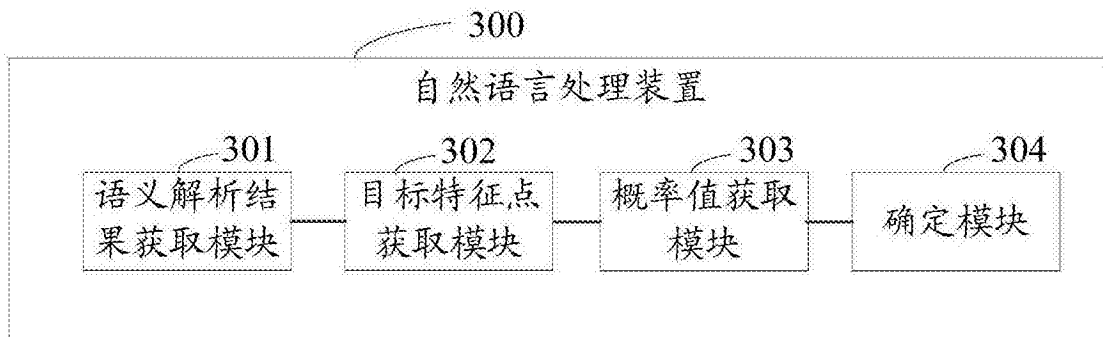 300
自然语言处理装置
301
302
303
304
语义解析结
果获取模块
目标特征点
获取模块
概率值获取
模块
确定模块